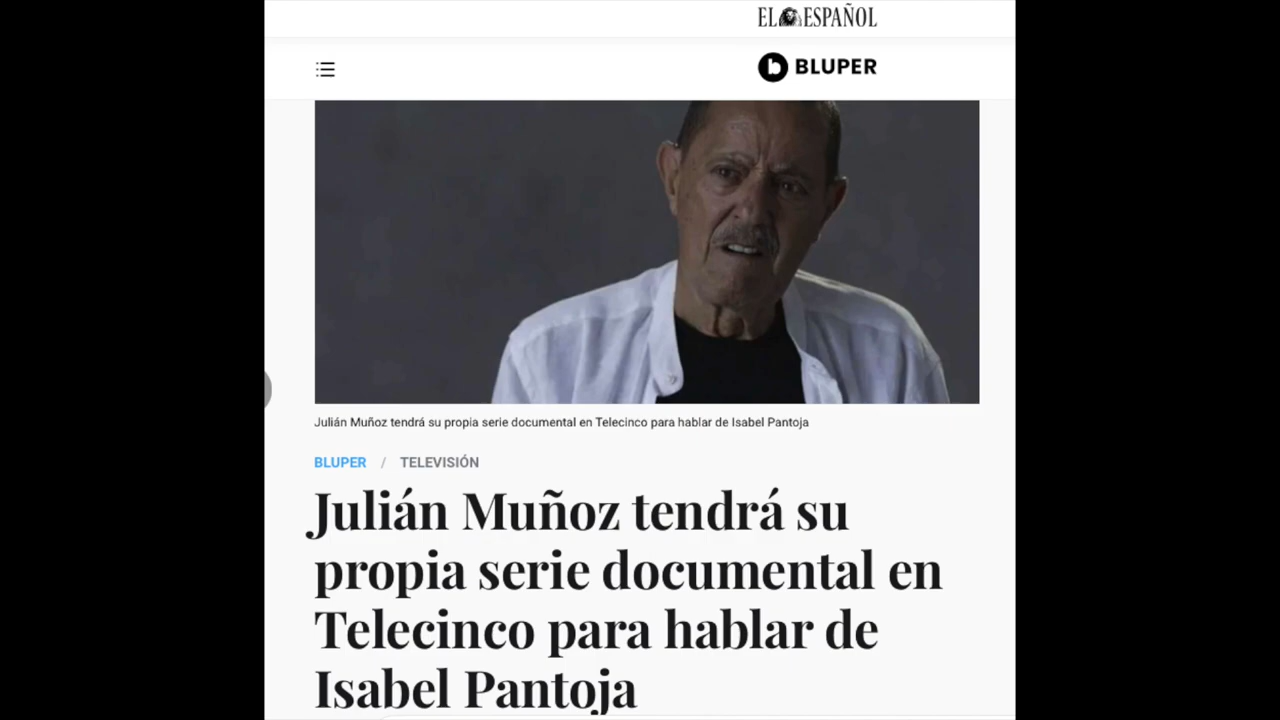 EL ESPAÑOL
BLUPER
Julián Muñoz tendrá su propia serie documental en Telecinco para hablar de Isabel Pantoja
BLUPER / TELEVISIÓN
Julián Muñoz tendrá su
propia serie documental en
Telecinco para hablar de
Isabel Pantoja